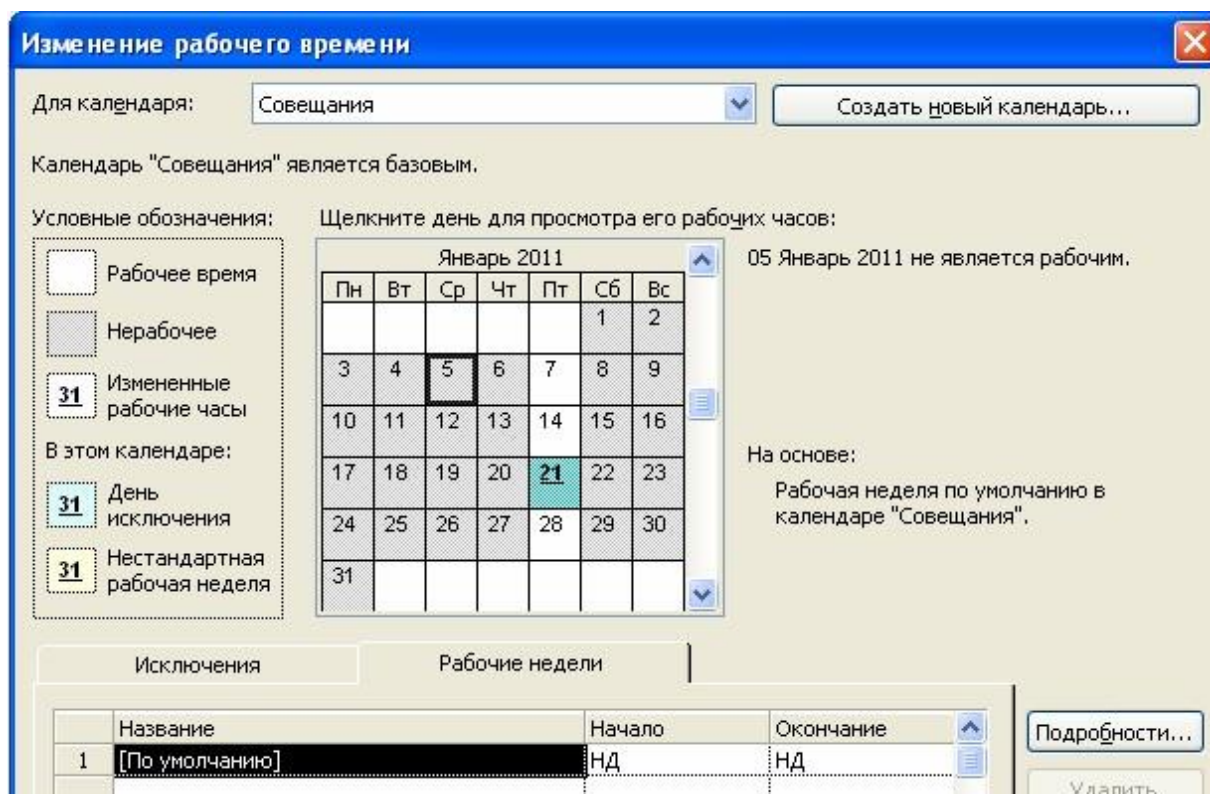 Изменение рабочего времени
Для календаря: Совещания Создать новый календарь...
Календарь "Совещания" является базовым.
Условные обозначения: Щелкните день для просмотра его рабочих часов:
Рабочее время
Нерабочее
31 Измененные
рабочие часы
В этом календаре:
31 День
исключения
31 Нестандартная
рабочая неделя
Январь 2011
Пн Вт Ср Чт Пт Сб Вс
1 2
3 4 5 6 7 8 9
10 11 12 13 14 15 16
17 18 19 20 21 22 23
24 25 26 27 28 29 30
31
05 Январь 2011 не является рабочим.
На основе:
Рабочая неделя по умолчанию в
календаре "Совещания".
Исключения Рабочие недели
Название Начало Окончание
1 [По умолчанию] НД НД
Подробности...
Удалить